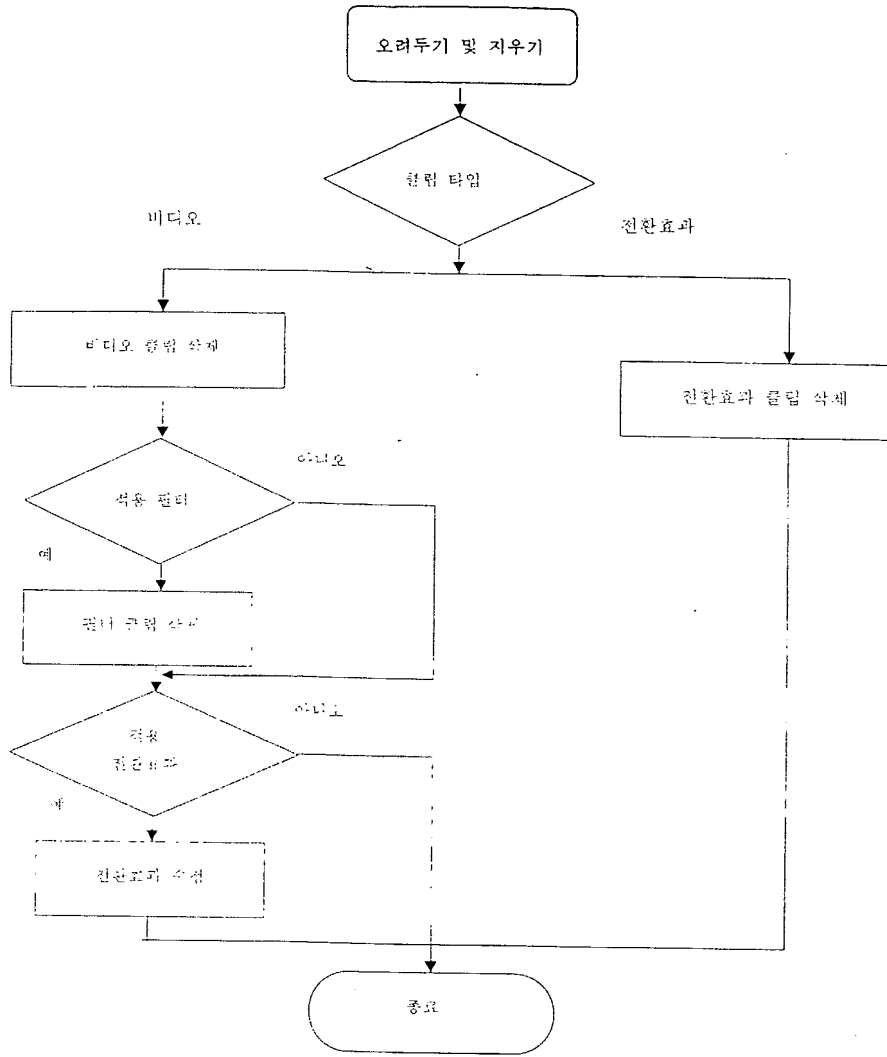 오려두기 및 지우기
클립 타입
비디오
전환효과
비디오 클립 삭제
전환효과 클립 삭제
아니오
적용 필터
예
필터 클립 삭제
아니오
적용
전환효과
예
전환효과 수정
종료